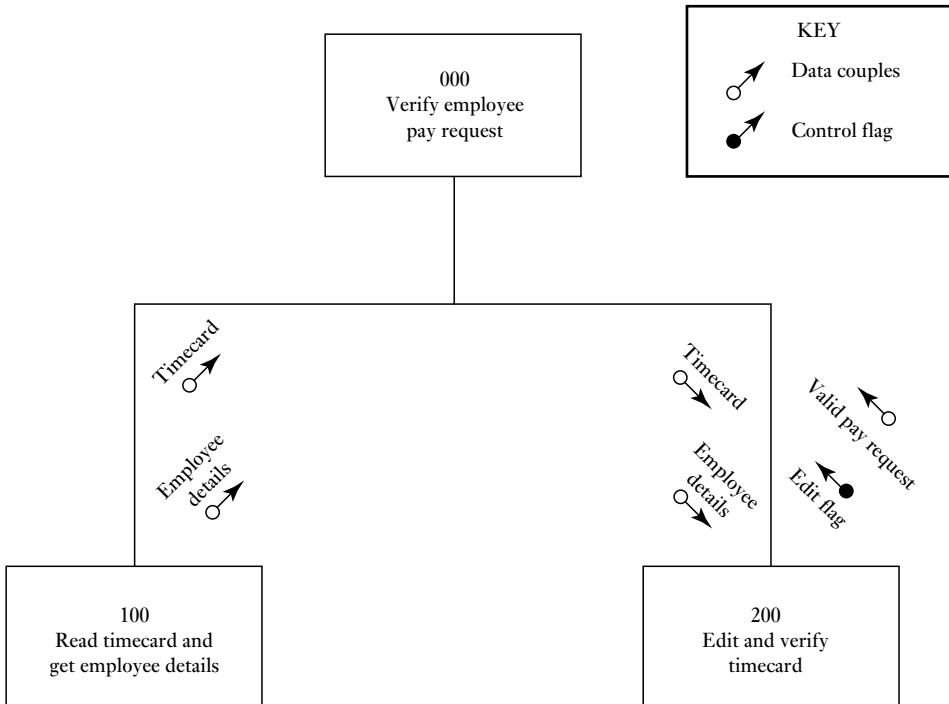 KEY
Data couples
Control flag
000
Verify employee
pay request
Timecard
Employee
details
Timecard
Employee
details
Valid pay request
Edit flag
100
Read timecard and
get employee details
200
Edit and verify
timecard